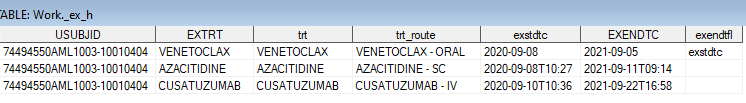 TABLE: Work._ex_h
USUBJID EXTRT trt trt_route exstdtc EXENDTC exendtfl
74494550AML1003-10010404 VENETOCLAX VENETOCLAX VENETOCLAX - ORAL 2020-09-08 2021-09-05 exstdtc
74494550AML1003-10010404 AZACITIDINE AZACITIDINE AZACITIDINE - SC 2020-09-08T10:27 2021-09-11T09:14
74494550AML1003-10010404 CUSATUZUMAB CUSATUZUMAB CUSATUZUMAB - IV 2020-09-10T10:36 2021-09-22T16:58